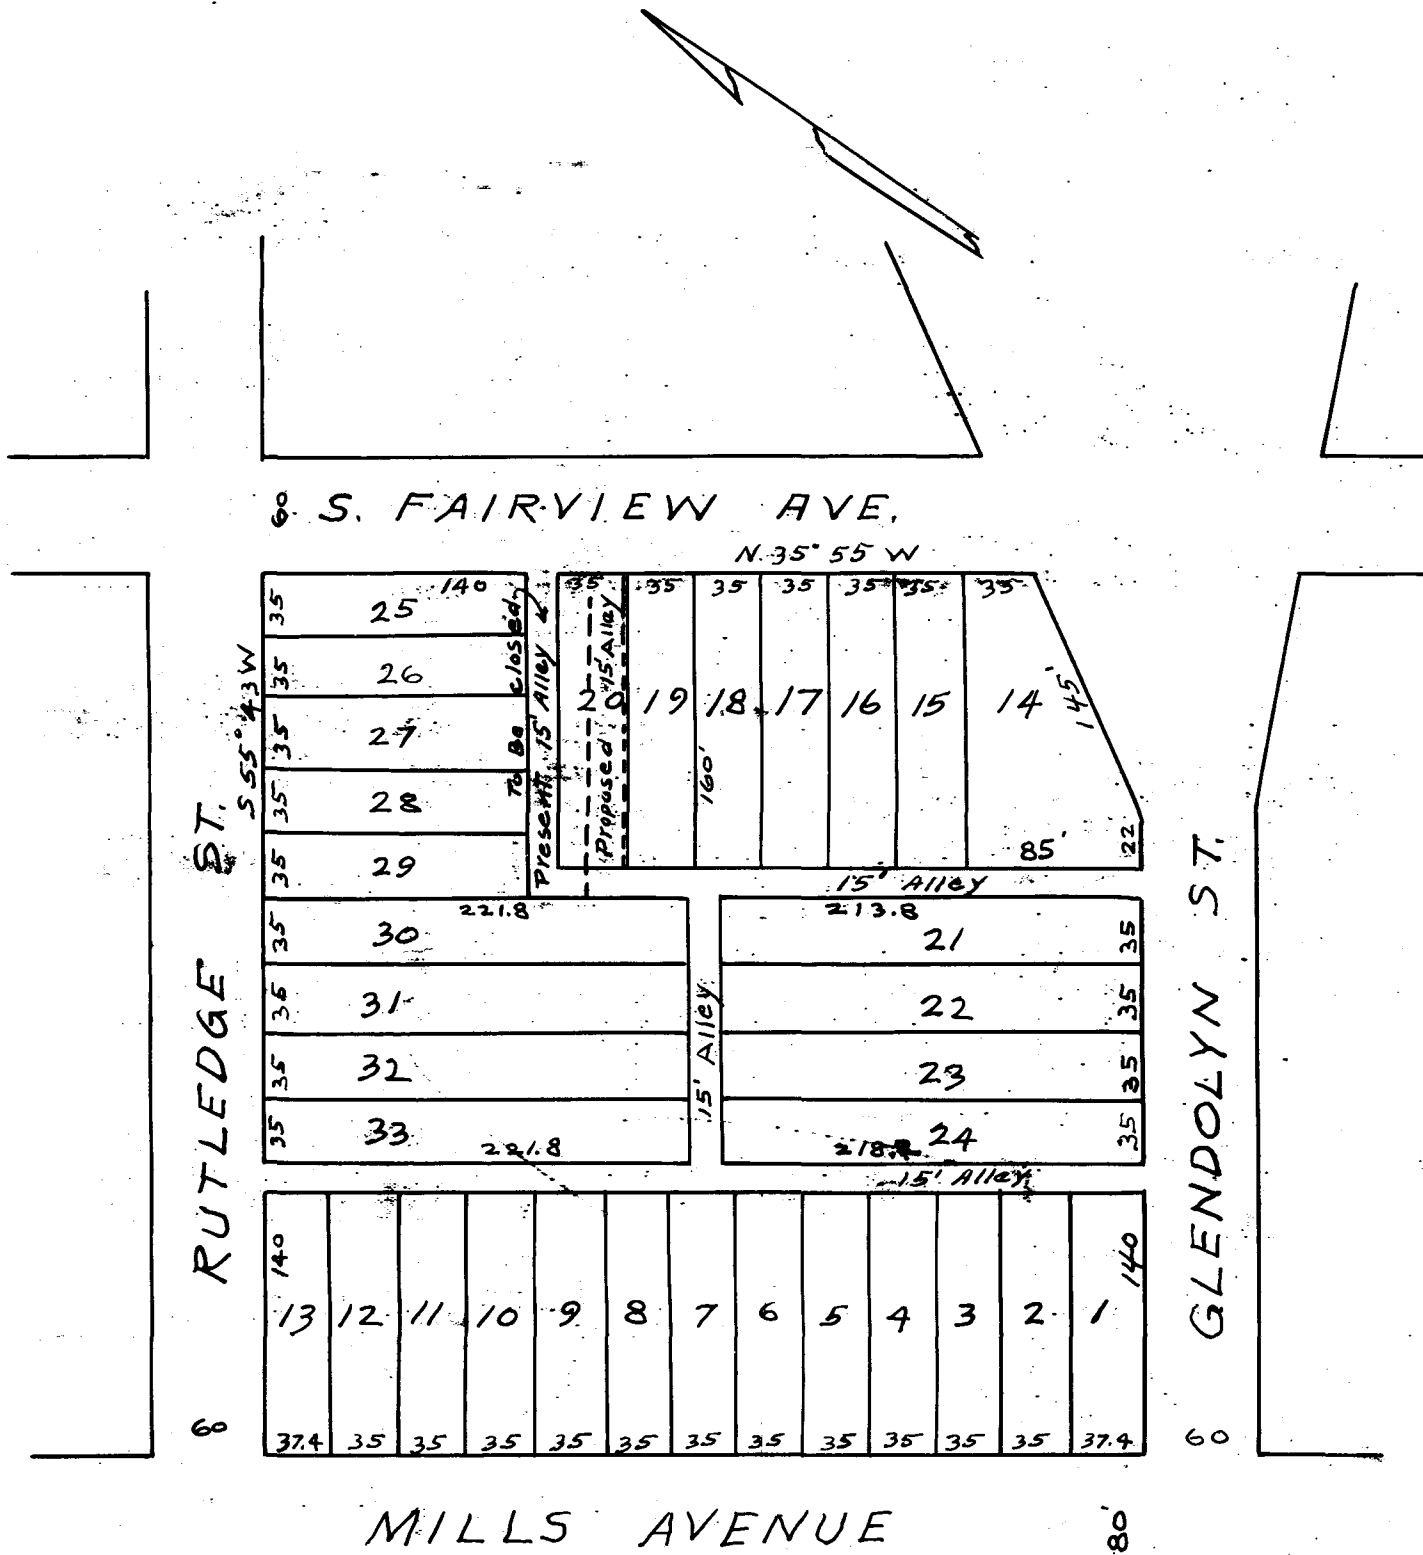 60 S. FAIRVIEW AVE.
N. 35° 55 W
140
35 35 35 35 35 35 35
35 25
35 26
35 27
35 28
35 29
S 55° 43 W
To Be Closed
Present 15' Alley
Proposed 15' Alley
20 19 18 17 16 15 14
160'
145'
85'
22
15' Alley
221.8
213.8
35 30
35 31
35 32
35 33
21 35
22 35
23 35
24 35
15' Alley
221.8
15' Alley
RUTLEDGE ST.
GLENDOLYN ST.
140
140
13 12 11 10 9 8 7 6 5 4 3 2 1
60
37.4 35 35 35 35 35 35 35 35 35 35 35 37.4
60
MILLS AVENUE
80